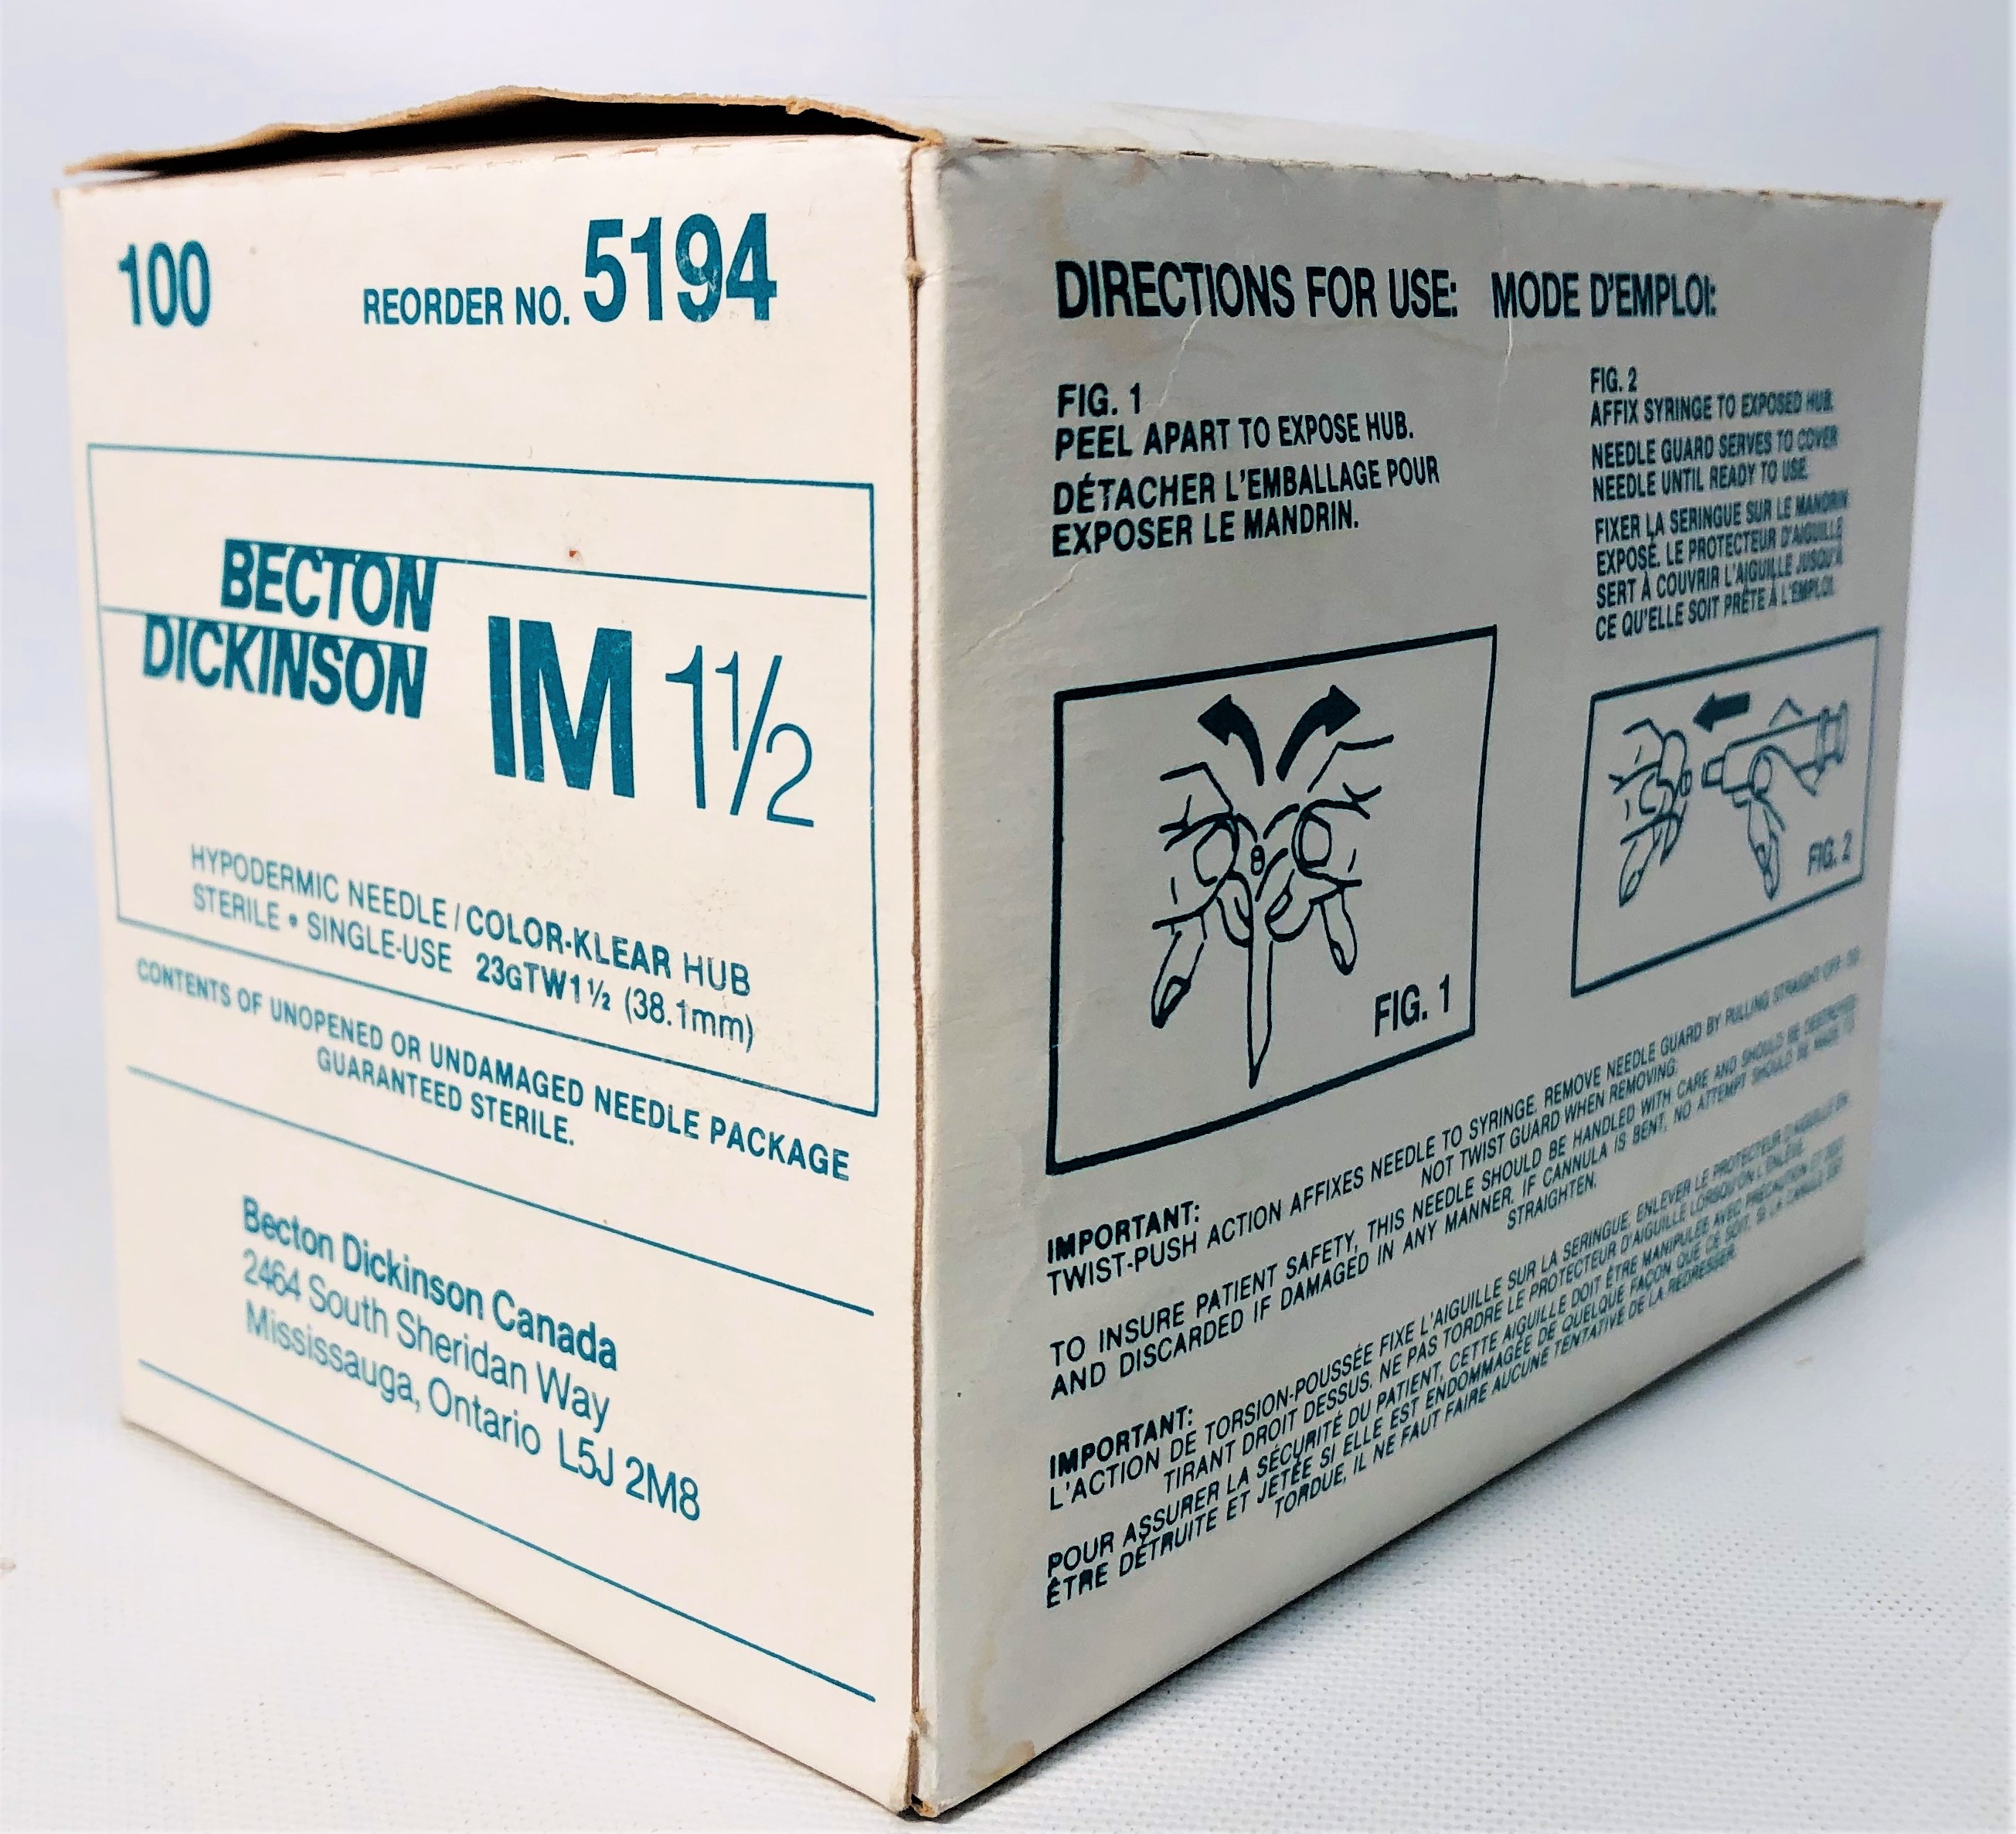 100
REORDER NO. 5194
BECTON
DICKINSON
IM 1 1/2
HYPODERMIC NEEDLE / COLOR-KLEAR HUB
STERILE • SINGLE-USE 23GTW1 1/2 (38.1mm)
CONTENTS OF UNOPENED OR UNDAMAGED NEEDLE PACKAGE
GUARANTEED STERILE.
Becton Dickinson Canada
2464 South Sheridan Way
Mississauga, Ontario L5J 2M8
DIRECTIONS FOR USE: MODE D'EMPLOI:
FIG. 1
PEEL APART TO EXPOSE HUB.
DÉTACHER L'EMBALLAGE POUR
EXPOSER LE MANDRIN.
FIG. 2
AFFIX SYRINGE TO EXPOSED HUB.
NEEDLE GUARD SERVES TO COVER
NEEDLE UNTIL READY TO USE.
FIXER LA SERINGUE SUR LE MANDRIN
EXPOSÉ. LE PROTECTEUR D'AIGUILLE
SERT À COUVRIR L'AIGUILLE JUSQU'À
CE QU'ELLE SOIT PRÊTE À L'EMPLOI.
FIG. 1
FIG. 2
IMPORTANT:
TWIST-PUSH ACTION AFFIXES NEEDLE TO SYRINGE. REMOVE NEEDLE GUARD BY PULLING STRAIGHT OFF. DO
NOT TWIST GUARD WHEN REMOVING.
TO INSURE PATIENT SAFETY, THIS NEEDLE SHOULD BE HANDLED WITH CARE AND SHOULD BE DESTROYED
AND DISCARDED IF DAMAGED IN ANY MANNER. IF CANNULA IS BENT, NO ATTEMPT SHOULD BE MADE TO
STRAIGHTEN.
IMPORTANT:
L'ACTION DE TORSION-POUSSÉE FIXE L'AIGUILLE SUR LA SERINGUE. ENLEVER LE PROTECTEUR D'AIGUILLE EN
TIRANT DROIT DESSUS. NE PAS TORDRE LE PROTECTEUR D'AIGUILLE LORSQU'ON L'ENLÈVE.
POUR ASSURER LA SÉCURITÉ DU PATIENT, CETTE AIGUILLE DOIT ÊTRE MANIPULÉE AVEC PRÉCAUTION ET DOIT
ÊTRE DÉTRUITE ET JETÉE SI ELLE EST ENDOMMAGÉE DE QUELQUE FAÇON QUE CE SOIT. SI LA CANULE EST
TORDUE, IL NE FAUT FAIRE AUCUNE TENTATIVE DE LA REDRESSER.